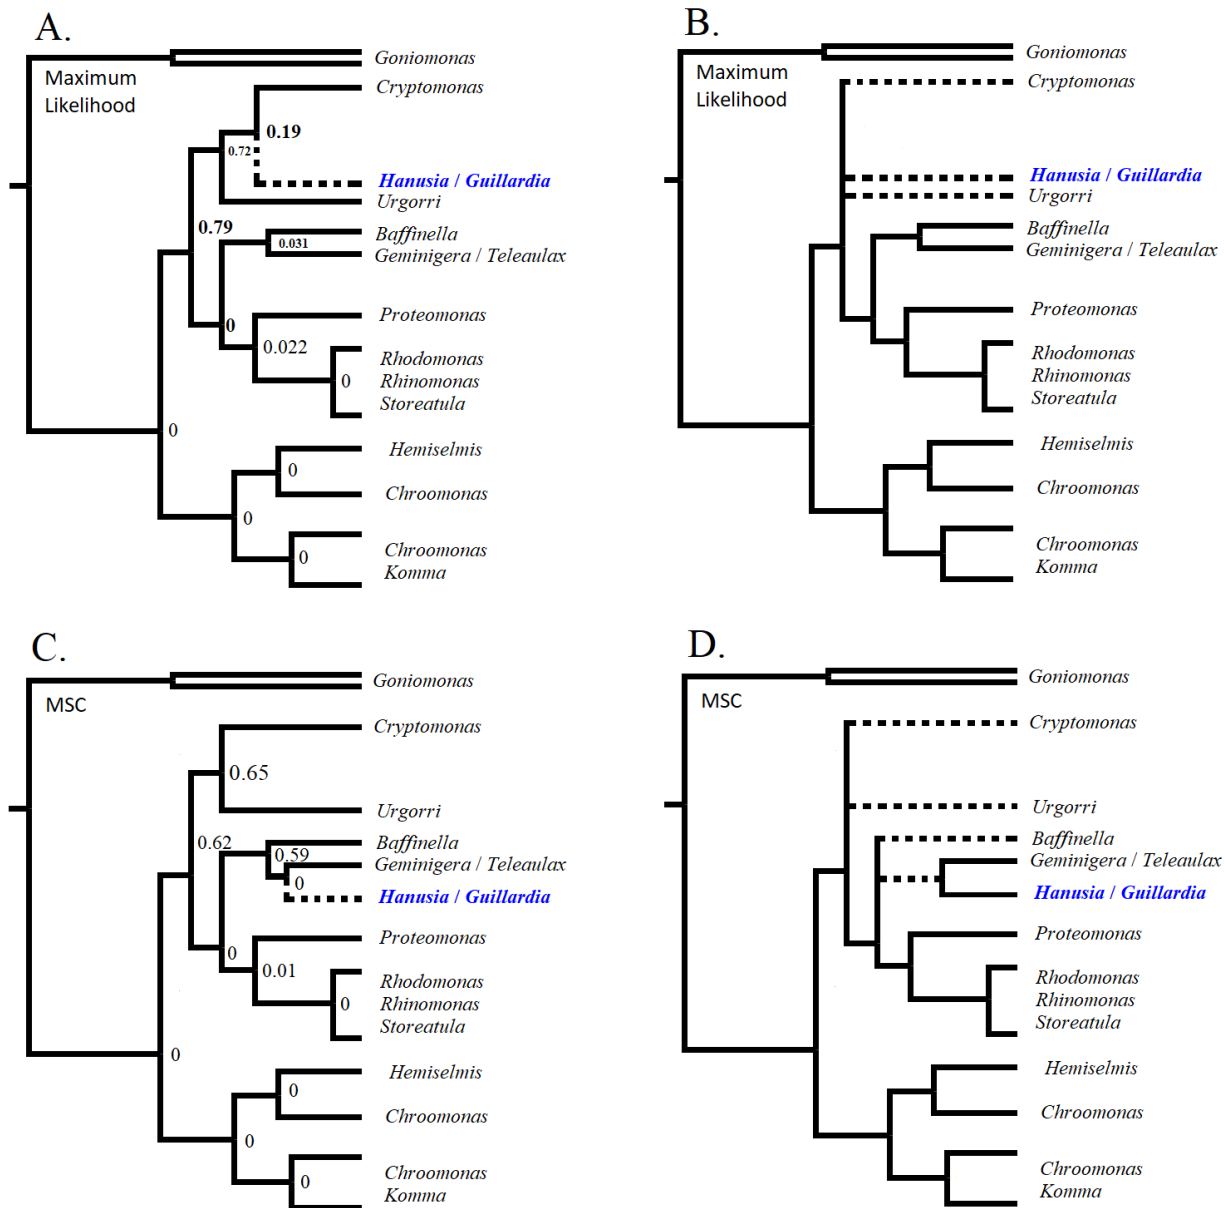 A.
Maximum
Likelihood
Goniomonas
Cryptomonas
0.19
0.72
Hanusia / Guillardia
Urgorri
0.79
Baffinella
0.031
Geminigera / Teleaulax
Proteomonas
0
0.022
Rhodomonas
Rhinomonas
0
Storeatula
0
Hemiselmis
0
Chroomonas
0
Chroomonas
0
Komma
B.
Maximum
Likelihood
Goniomonas
Cryptomonas
Hanusia / Guillardia
Urgorri
Baffinella
Geminigera / Teleaulax
Proteomonas
Rhodomonas
Rhinomonas
Storeatula
Hemiselmis
Chroomonas
Chroomonas
Komma
C.
MSC
Goniomonas
Cryptomonas
0.65
Urgorri
0.62
Baffinella
0.59
Geminigera / Teleaulax
0
Hanusia / Guillardia
Proteomonas
0
0.01
Rhodomonas
Rhinomonas
0
Storeatula
0
Hemiselmis
0
Chroomonas
0
Chroomonas
0
Komma
D.
MSC
Goniomonas
Cryptomonas
Urgorri
Baffinella
Geminigera / Teleaulax
Hanusia / Guillardia
Proteomonas
Rhodomonas
Rhinomonas
Storeatula
Hemiselmis
Chroomonas
Chroomonas
Komma